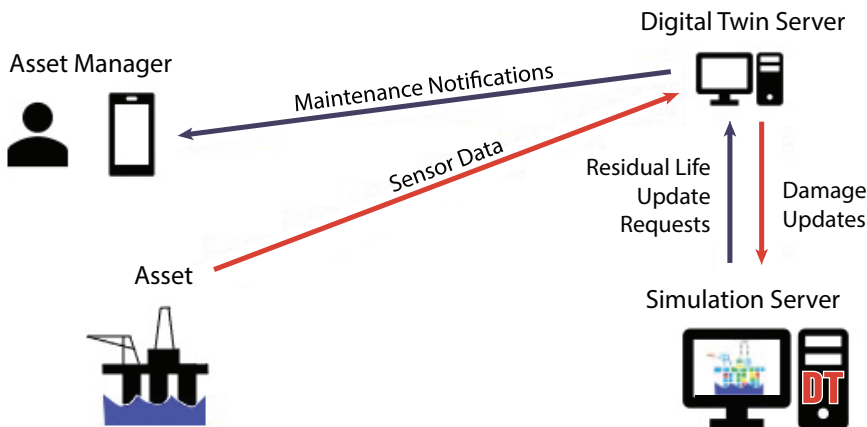 Digital Twin Server
Asset Manager
Maintenance Notifications
Sensor Data
Residual Life
Update
Requests
Damage
Updates
Asset
Simulation Server
DT